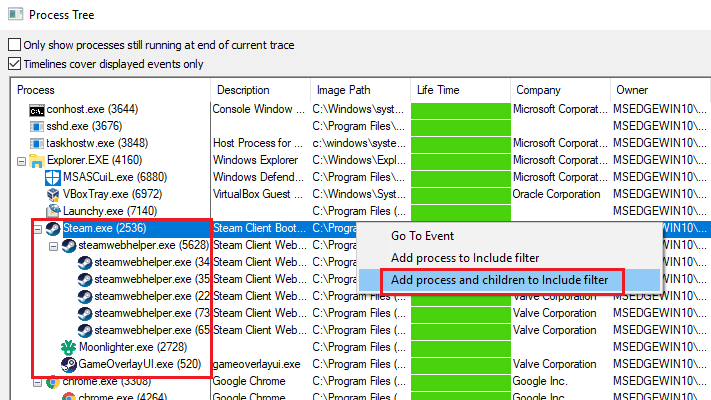 Process Tree
Only show processes still running at end of current trace
Timelines cover displayed events only
Process Description Image Path Life Time Company Owner
conhost.exe (3644) Console Window ... C:\Windows\syst... Microsoft Corporat... MSEDGEWIN10\...
sshd.exe (3676) C:\Program Files\... MSEDGEWIN10\...
taskhostw.exe (3848) Host Process for ... c:\windows\syste... Microsoft Corporat... MSEDGEWIN10\...
Explorer.EXE (4160) Windows Explorer C:\Windows\Expl... Microsoft Corporat... MSEDGEWIN10\...
MSASCuiL.exe (6880) Windows Defend... C:\Program Files\... Microsoft Corporat... MSEDGEWIN10\...
VBoxTray.exe (6972) VirtualBox Guest ... C:\Windows\Syst... Oracle Corporation MSEDGEWIN10\...
Launchy.exe (7140) C:\Program Files (... MSEDGEWIN10\...
Steam.exe (2536) Steam Client Boot... C:\Progra
Go To Event
steamwebhelper.exe (5628) Steam Client Web... C:\Progra
Add process to Include filter
steamwebhelper.exe (34 Steam Client Web... C:\Progra
steamwebhelper.exe (35 Steam Client Web... C:\Progra
Add process and children to Include filter
steamwebhelper.exe (22 Steam Client Web... C:\Program Files (... Valve Corporation MSEDGEWIN10\...
steamwebhelper.exe (73 Steam Client Web... C:\Program Files (... Valve Corporation MSEDGEWIN10\...
steamwebhelper.exe (65 Steam Client Web... C:\Program Files (... Valve Corporation MSEDGEWIN10\...
Moonlighter.exe (2728) C:\Program Files (... MSEDGEWIN10\...
GameOverlayUI.exe (520) gameoverlayui.exe C:\Program Files (... Valve Corporation MSEDGEWIN10\...
chrome.exe (3308) Google Chrome C:\Program Files (... Google Inc. MSEDGEWIN10\...
chrome.exe (4264) Google Chrome C:\Program Files (... Google Inc. MSEDGEWIN10\...